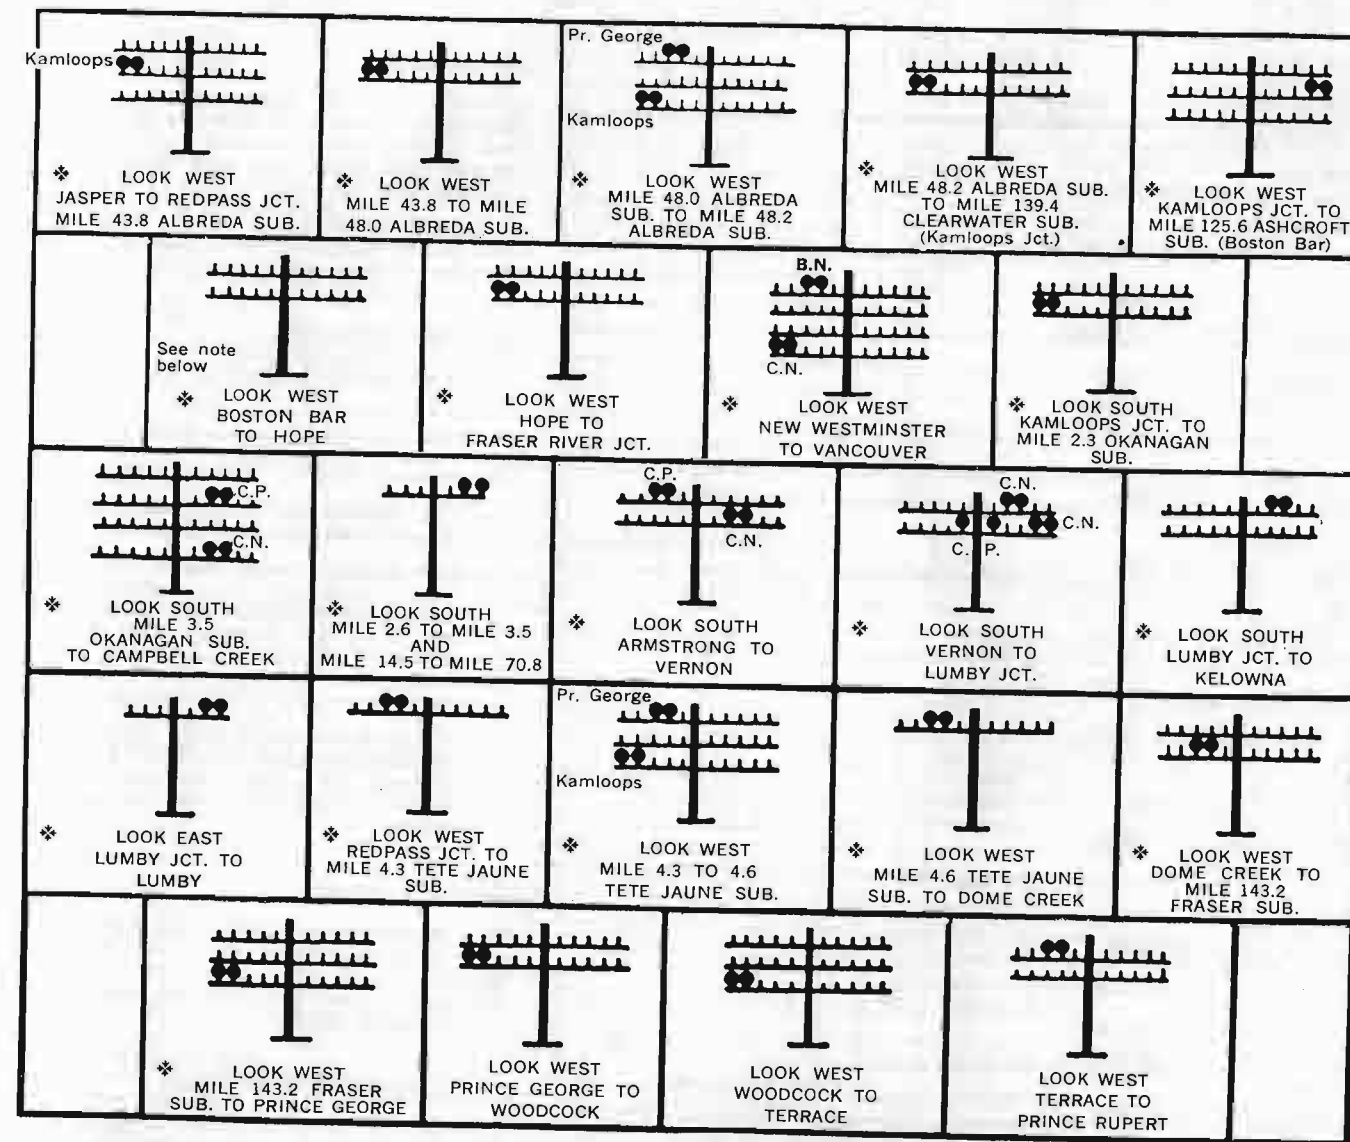 Kamloops
LOOK WEST
JASPER TO REDPASS JCT.
MILE 43.8 ALBREDA SUB.
LOOK WEST
MILE 43.8 TO MILE
48.0 ALBREDA SUB.
Pr. George
Kamloops
LOOK WEST
MILE 48.0 ALBREDA
SUB. TO MILE 48.2
ALBREDA SUB.
LOOK WEST
MILE 48.2 ALBREDA SUB.
TO MILE 139.4
CLEARWATER SUB.
(Kamloops Jct.)
LOOK WEST
KAMLOOPS JCT. TO
MILE 125.6 ASHCROFT
SUB. (Boston Bar)
See note
below
LOOK WEST
BOSTON BAR
TO HOPE
LOOK WEST
HOPE TO
FRASER RIVER JCT.
B.N.
C.N.
LOOK WEST
NEW WESTMINSTER
TO VANCOUVER
LOOK SOUTH
KAMLOOPS JCT. TO
MILE 2.3 OKANAGAN
SUB.
C.P.
C.N.
LOOK SOUTH
MILE 3.5
OKANAGAN SUB.
TO CAMPBELL CREEK
LOOK SOUTH
MILE 2.6 TO MILE 3.5
AND
MILE 14.5 TO MILE 70.8
C.P.
C.N.
LOOK SOUTH
ARMSTRONG TO
VERNON
C.N.
C.N.
C. P.
LOOK SOUTH
VERNON TO
LUMBY JCT.
LOOK SOUTH
LUMBY JCT. TO
KELOWNA
LOOK EAST
LUMBY JCT. TO
LUMBY
LOOK WEST
REDPASS JCT. TO
MILE 4.3 TETE JAUNE
SUB.
Pr. George
Kamloops
LOOK WEST
MILE 4.3 TO 4.6
TETE JAUNE SUB.
LOOK WEST
MILE 4.6 TETE JAUNE
SUB. TO DOME CREEK
LOOK WEST
DOME CREEK TO
MILE 143.2
FRASER SUB.
LOOK WEST
MILE 143.2 FRASER
SUB. TO PRINCE GEORGE
LOOK WEST
PRINCE GEORGE TO
WOODCOCK
LOOK WEST
WOODCOCK TO
TERRACE
LOOK WEST
TERRACE TO
PRINCE RUPERT